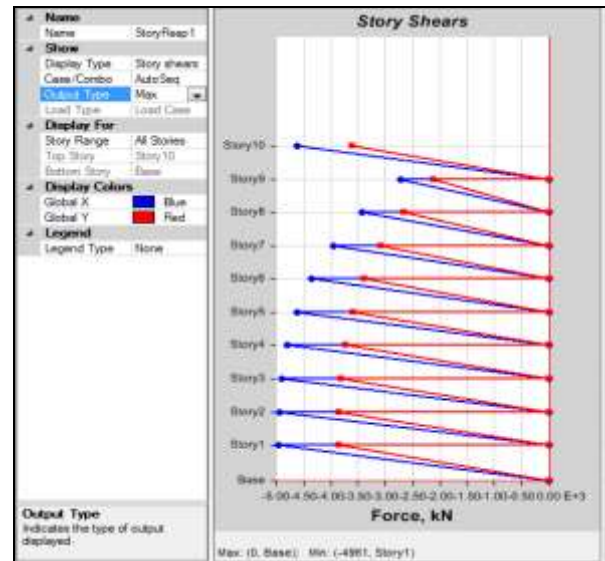 Name
Name StoryResp1
Show
Display Type Story shears
Case/Combo AutoSeq
Output Type Max
Load Type Load Case
Display For
Story Range All Stories
Top Story Story10
Bottom Story Base
Display Colors
Global X Blue
Global Y Red
Legend
Legend Type None
Output Type
Indicates the type of output
displayed
Story Shears
Story10
Story9
Story8
Story7
Story6
Story5
Story4
Story3
Story2
Story1
Base
-5.00 -4.50 -4.00 -3.50 -3.00 -2.50 -2.00 -1.50 -1.00 -0.50 0.00 E+3
Force, kN
Max: (0, Base); Min: (-4961, Story1)